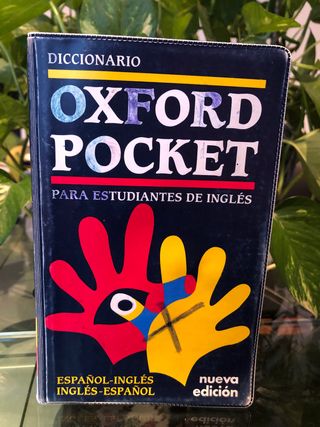 DICCIONARIO
OXFORD
POCKET
PARA ESTUDIANTES DE INGLÉS
ESPAÑOL-INGLÉS
INGLÉS-ESPAÑOL
nueva
edición